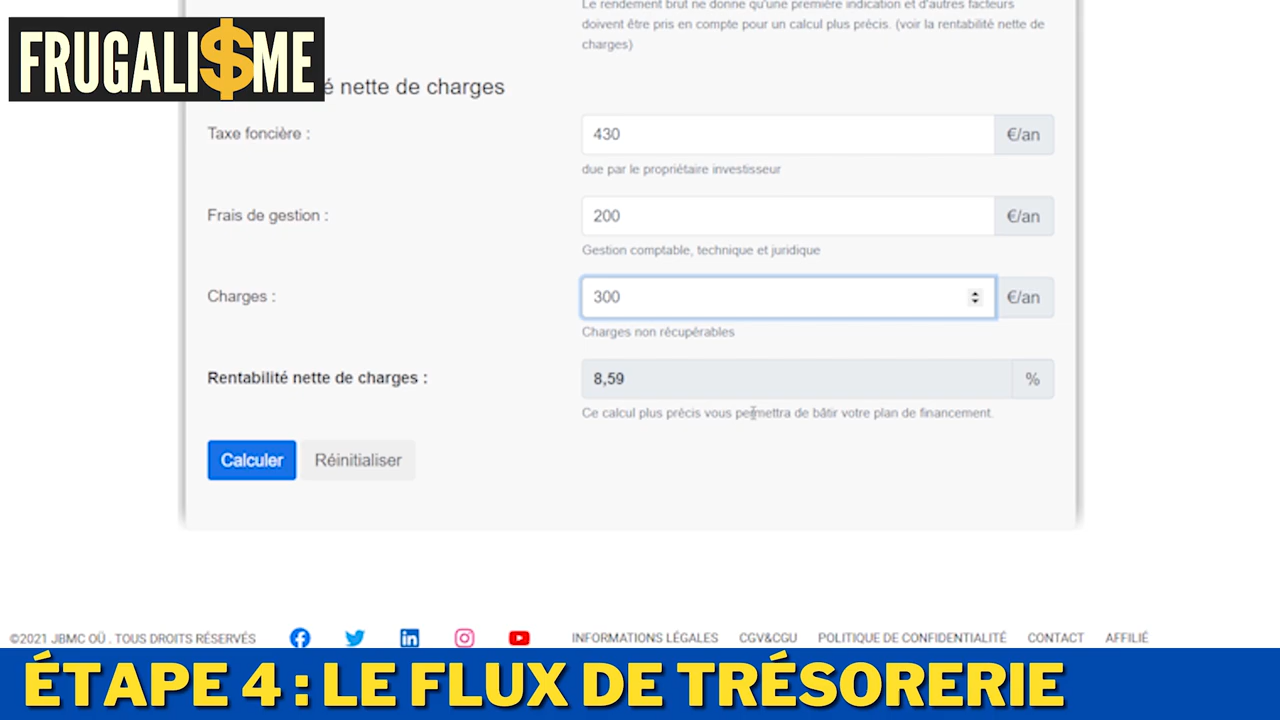 Le rendement brut ne donne qu'une première indication et d'autres facteurs
doivent être pris en compte pour un calcul plus précis. (voir la rentabilité nette de
charges)
FRUGALI$ME
é nette de charges
Taxe foncière :
430
€/an
due par le propriétaire investisseur
Frais de gestion :
200
€/an
Gestion comptable, technique et juridique
Charges :
300
€/an
Charges non récupérables
Rentabilité nette de charges :
8,59
%
Ce calcul plus précis vous permettra de bâtir votre plan de financement.
Calculer
Réinitialiser
©2021 JBMC OÜ . TOUS DROITS RÉSERVÉS
INFORMATIONS LÉGALES
CGV&CGU
POLITIQUE DE CONFIDENTIALITÉ
CONTACT
AFFILIÉ
ÉTAPE 4 : LE FLUX DE TRÉSORERIE